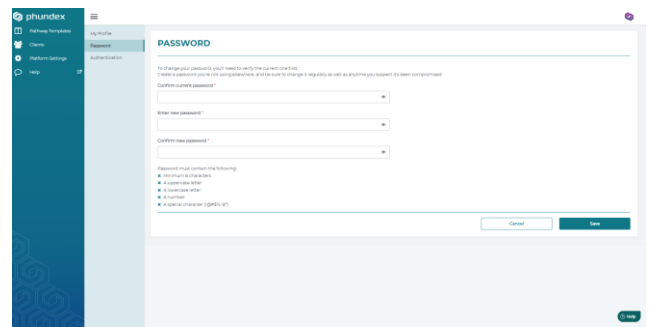 phundex
Pathway Templates
Clients
Platform Settings
Help
My Profile
Password
Authentication
PASSWORD
To change your password, you'll need to verify the current one first.
Create a password you're not using elsewhere, and be sure to change it regularly as well as anytime you suspect it's been compromised.
Confirm current password *
Enter new password *
Confirm new password *
Password must contain the following:
Minimum 8 characters
A uppercase letter
A lowercase letter
A number
A special character
Cancel
Save
Help